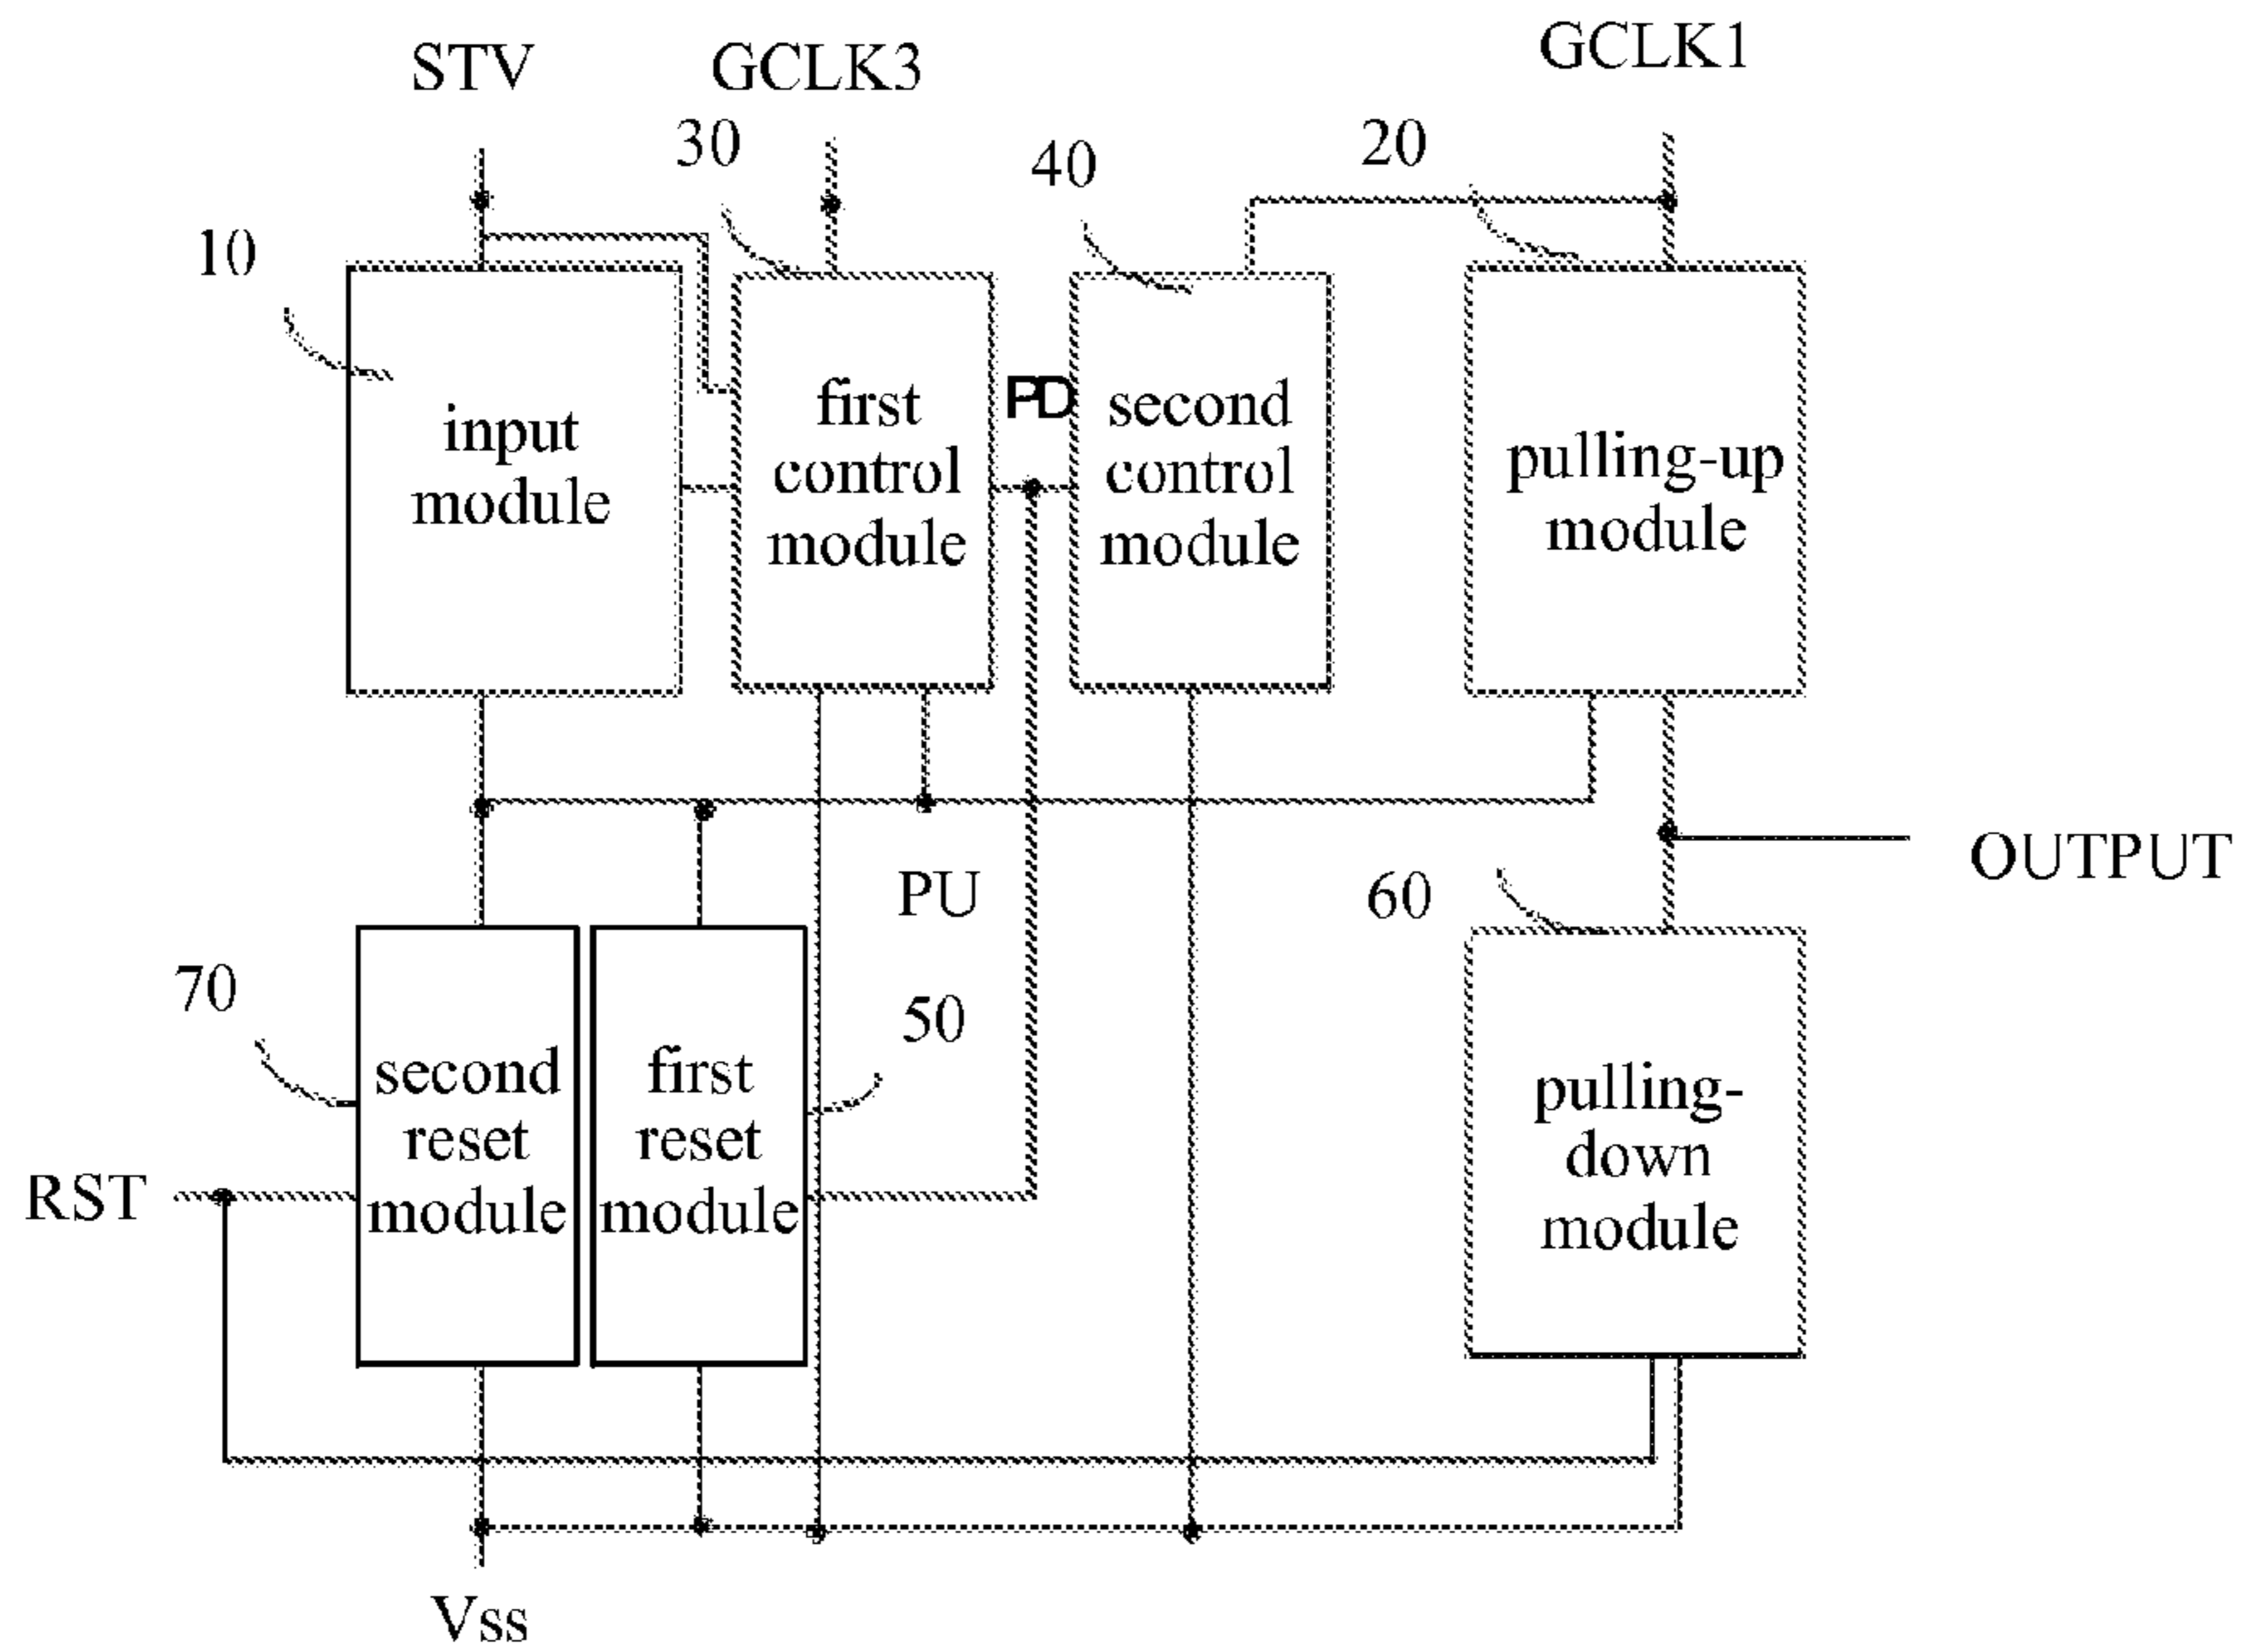 STV
GCLK3
GCLK1
30
40
20
10
input
module
first
control
module
PD
second
control
module
pulling-up
module
PU
OUTPUT
60
70
50
second
reset
module
first
reset
module
pulling-
down
module
RST
Vss